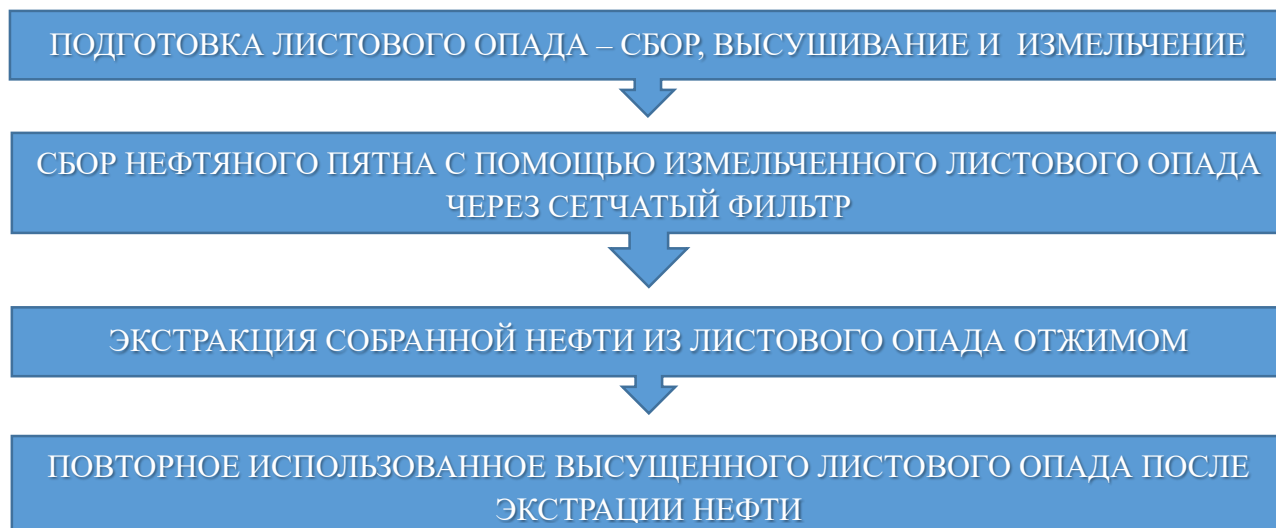 ПОДГОТОВКА ЛИСТОВОГО ОПАДА – СБОР, ВЫСУШИВАНИЕ И ИЗМЕЛЬЧЕНИЕ
СБОР НЕФТЯНОГО ПЯТНА С ПОМОЩЬЮ ИЗМЕЛЬЧЕННОГО ЛИСТОВОГО ОПАДА
ЧЕРЕЗ СЕТЧАТЫЙ ФИЛЬТР
ЭКСТРАКЦИЯ СОБРАННОЙ НЕФТИ ИЗ ЛИСТОВОГО ОПАДА ОТЖИМОМ
ПОВТОРНОЕ ИСПОЛЬЗОВАННОЕ ВЫСУЩЕННОГО ЛИСТОВОГО ОПАДА ПОСЛЕ
ЭКСТРАЦИИ НЕФТИ